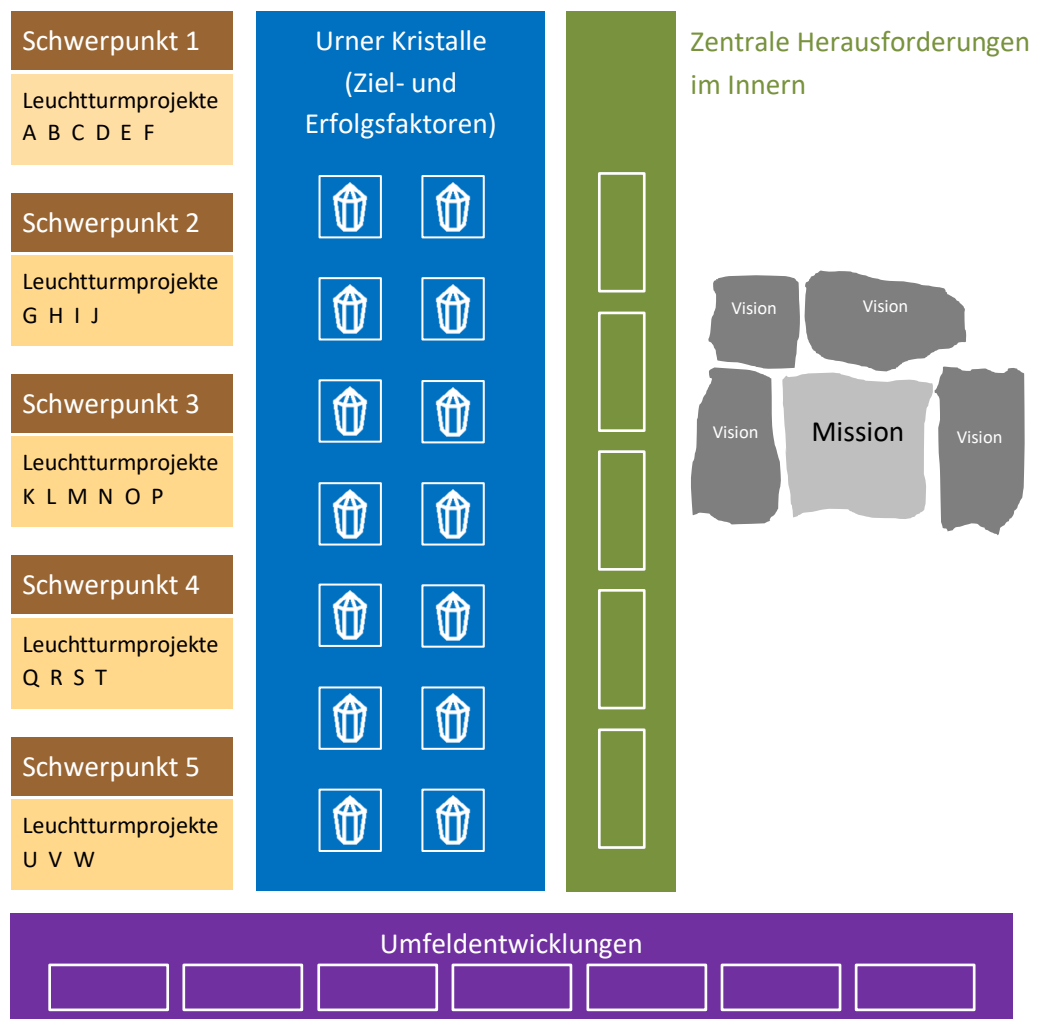 Schwerpunkt 1
Leuchtturmprojekte
A B C D E F
Schwerpunkt 2
Leuchtturmprojekte
G H I J
Schwerpunkt 3
Leuchtturmprojekte
K L M N O P
Schwerpunkt 4
Leuchtturmprojekte
Q R S T
Schwerpunkt 5
Leuchtturmprojekte
U V W
Urner Kristalle
(Ziel- und
Erfolgsfaktoren)
Zentrale Herausforderungen
im Innern
Vision
Vision
Vision
Mission
Vision
Umfeldentwicklungen